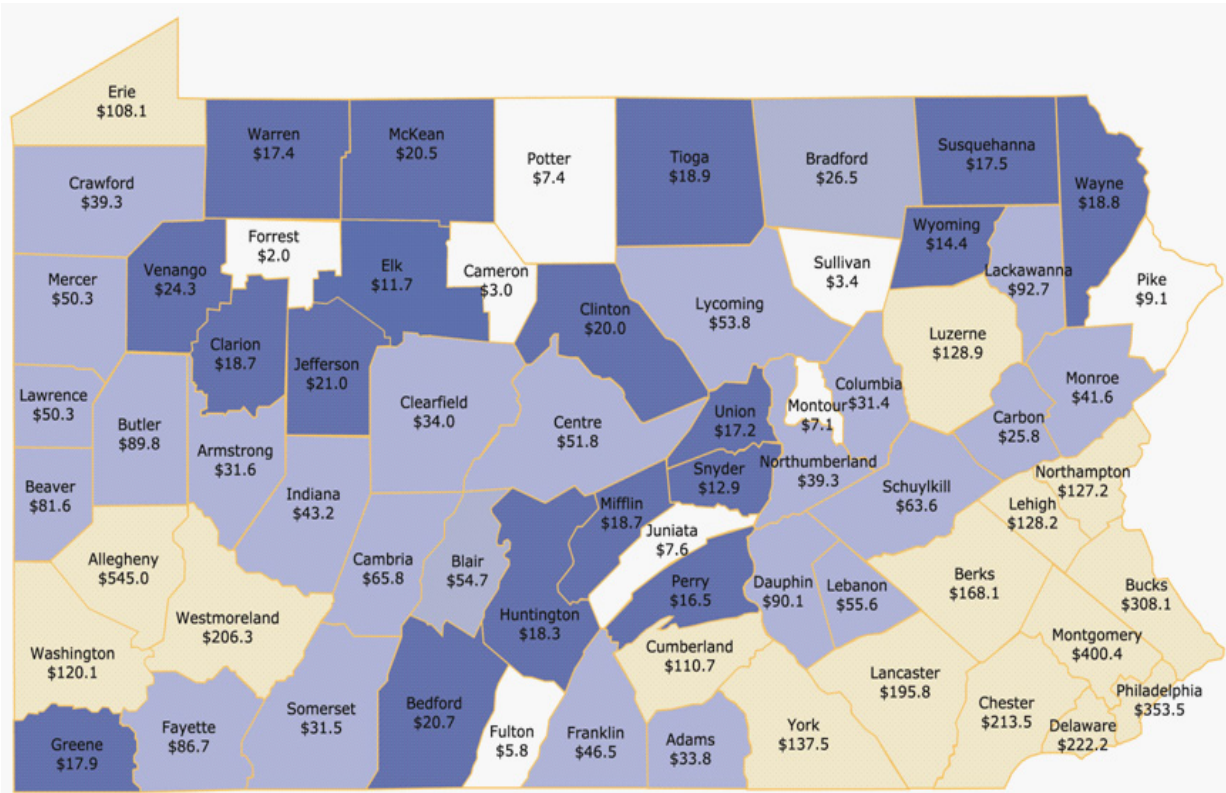 Erie
$108.1
Warren
$17.4
McKean
$20.5
Potter
$7.4
Tioga
$18.9
Bradford
$26.5
Susquehanna
$17.5
Wayne
$18.8
Crawford
$39.3
Forrest
$2.0
Venango
$24.3
Elk
$11.7
Cameron
$3.0
Sullivan
$3.4
Wyoming
$14.4
Lackawanna
$92.7
Pike
$9.1
Mercer
$50.3
Clarion
$18.7
Jefferson
$21.0
Clinton
$20.0
Lycoming
$53.8
Luzerne
$128.9
Lawrence
$50.3
Butler
$89.8
Armstrong
$31.6
Clearfield
$34.0
Centre
$51.8
Union
$17.2
Montour
$7.1
Columbia
$31.4
Monroe
$41.6
Carbon
$25.8
Beaver
$81.6
Indiana
$43.2
Snyder
$12.9
Northumberland
$39.3
Schuylkill
$63.6
Northampton
$127.2
Lehigh
$128.2
Mifflin
$18.7
Juniata
$7.6
Allegheny
$545.0
Cambria
$65.8
Blair
$54.7
Huntington
$18.3
Perry
$16.5
Dauphin
$90.1
Lebanon
$55.6
Berks
$168.1
Bucks
$308.1
Westmoreland
$206.3
Washington
$120.1
Cumberland
$110.7
Montgomery
$400.4
Lancaster
$195.8
Chester
$213.5
Philadelphia
$353.5
Delaware
$222.2
Greene
$17.9
Fayette
$86.7
Somerset
$31.5
Bedford
$20.7
Fulton
$5.8
Franklin
$46.5
Adams
$33.8
York
$137.5